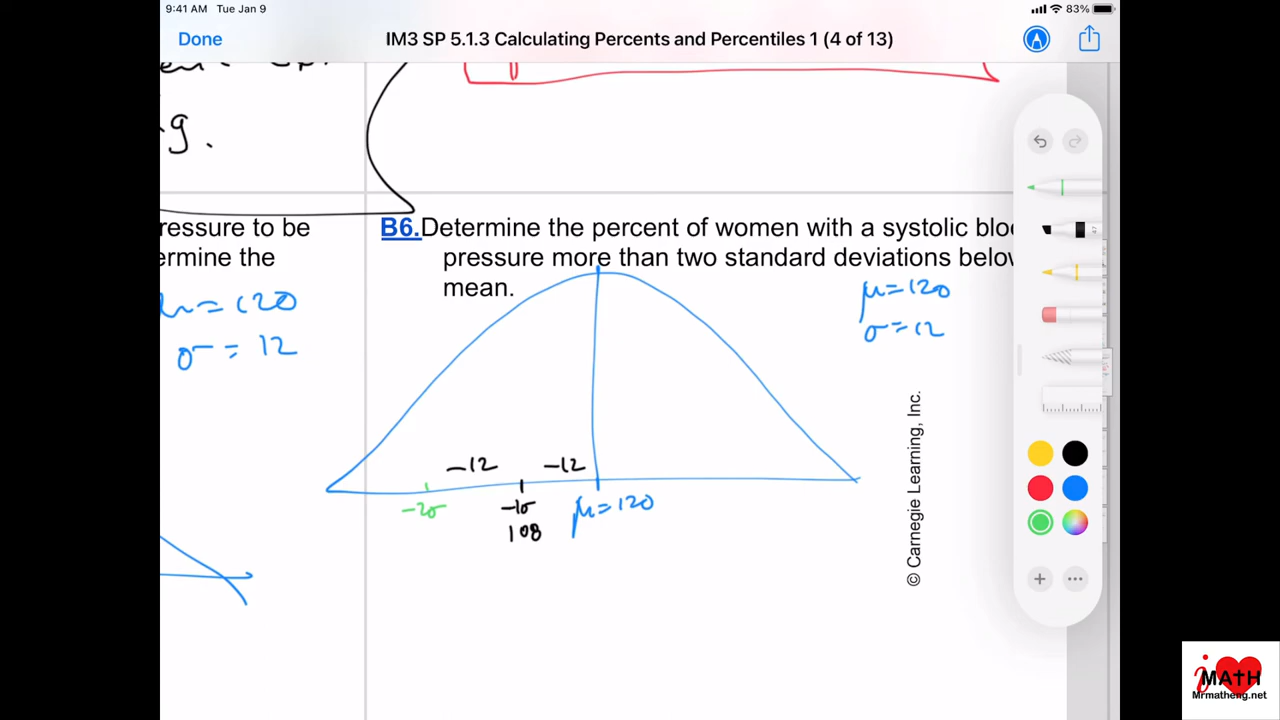 9:41 AM Tue Jan 9
83%
Done
IM3 SP 5.1.3 Calculating Percents and Percentiles 1 (4 of 13)
g.
ressure to be
ermine the
μ = 120
σ = 12
B6. Determine the percent of women with a systolic bloo
pressure more than two standard deviations below
mean.
μ = 120
σ = 12
-12
-12
-2σ
-1σ
108
μ = 120
© Carnegie Learning, Inc.
i
MATH
Mrmatheng.net